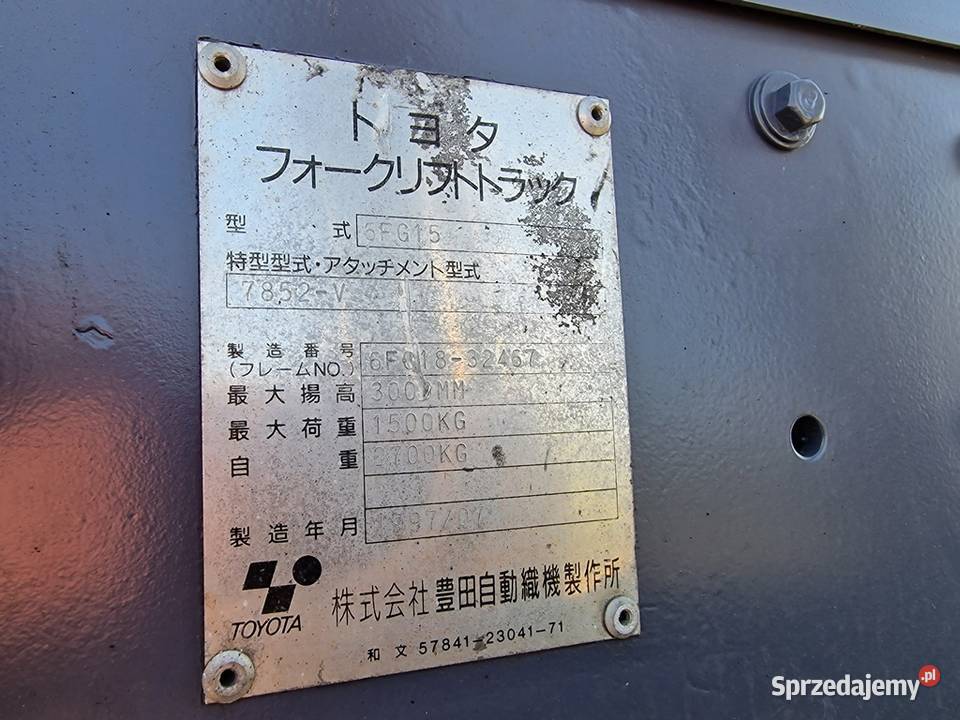 トヨタ
フォークリフトトラック
型 式 6FG15
特型型式・アタッチメント型式
7852-V
製造番号 (フレームNO.) 6FG18-32467
最大揚高 3000MM
最大荷重 1500KG
自 重 2700KG
製造年月 1997/07
TOYOTA 株式会社 豊田自動織機製作所
和文 57841-23041-71
Sprzedajemy.pl